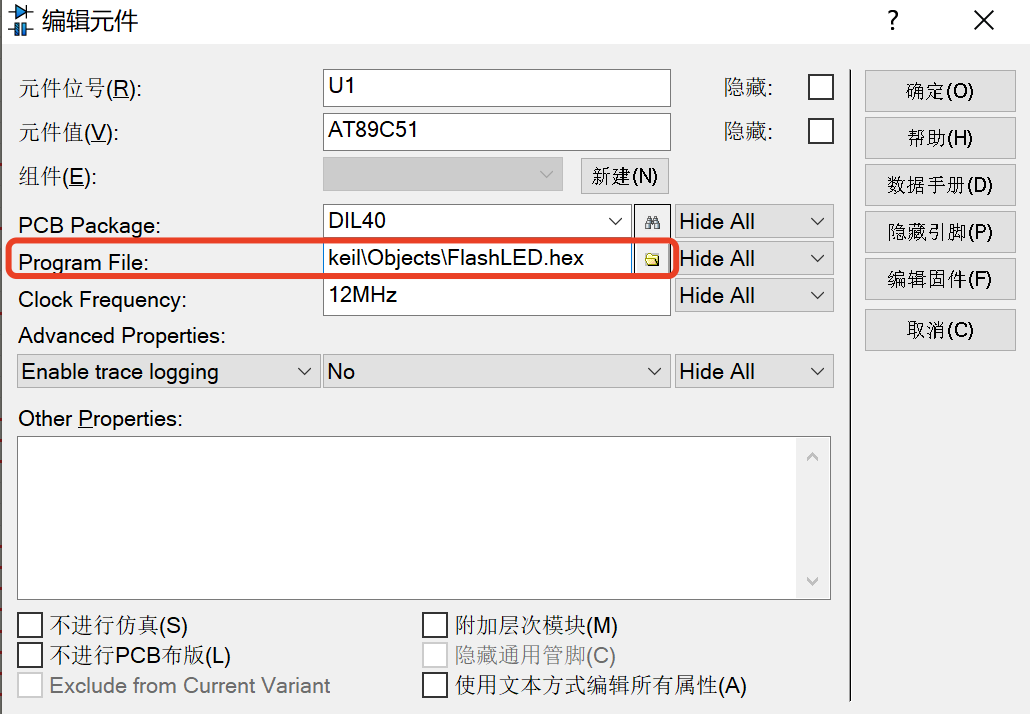 编辑元件 ?
元件位号(R): U1 隐藏: 确定(O)
元件值(V): AT89C51 隐藏: 帮助(H)
组件(E): 新建(N) 数据手册(D)
PCB Package: DIL40 Hide All 隐藏引脚(P)
Program File: keil\Objects\FlashLED.hex Hide All 编辑固件(F)
Clock Frequency: 12MHz Hide All 取消(C)
Advanced Properties:
Enable trace logging No Hide All
Other Properties:
不进行仿真(S) 附加层次模块(M)
不进行PCB布版(L) 隐藏通用管脚(C)
Exclude from Current Variant 使用文本方式编辑所有属性(A)